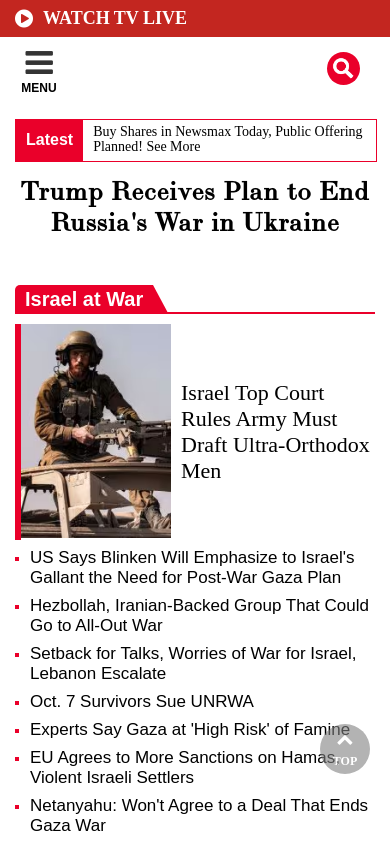 WATCH TV LIVE
MENU
Latest
Buy Shares in Newsmax Today, Public Offering
Planned! See More
Trump Receives Plan to End
Russia's War in Ukraine
Israel at War
Israel Top Court
Rules Army Must
Draft Ultra-Orthodox
Men
US Says Blinken Will Emphasize to Israel's
Gallant the Need for Post-War Gaza Plan
Hezbollah, Iranian-Backed Group That Could
Go to All-Out War
Setback for Talks, Worries of War for Israel,
Lebanon Escalate
Oct. 7 Survivors Sue UNRWA
Experts Say Gaza at 'High Risk' of Famine
EU Agrees to More Sanctions on Hamas,
Violent Israeli Settlers
TOP
Netanyahu: Won't Agree to a Deal That Ends
Gaza War